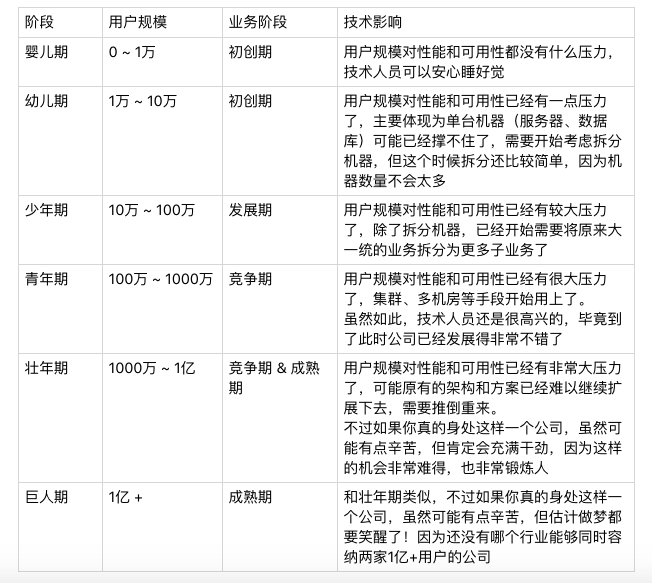 阶段 用户规模 业务阶段 技术影响
婴儿期 0 ~ 1万 初创期 用户规模对性能和可用性都没有什么压力，
技术人员可以安心睡好觉
幼儿期 1万 ~ 10万 初创期 用户规模对性能和可用性已经有一点压力
了，主要体现为单台机器（服务器、数据
库）可能已经撑不住了，需要开始考虑拆分
机器，但这个时候拆分还比较简单，因为机
器数量不会太多
少年期 10万 ~ 100万 发展期 用户规模对性能和可用性已经有较大压力
了，除了拆分机器，已经开始需要将原来大
一统的业务拆分为更多子业务了
青年期 100万 ~ 1000万 竞争期 用户规模对性能和可用性已经有很大压力
了，集群、多机房等手段开始用上了。
虽然如此，技术人员还是很高兴的，毕竟到
了此时公司已经发展得非常不错了
壮年期 1000万 ~ 1亿 竞争期 & 成熟 用户规模对性能和可用性已经有非常大压力
期 了，可能原有的架构和方案已经难以继续扩
展下去，需要推倒重来。
不过如果你真的身处这样一个公司，虽然可
能有点辛苦，但肯定会充满干劲，因为这样
的机会非常难得，也非常锻炼人
巨人期 1亿 + 成熟期 和壮年期类似，不过如果你真的身处这样一
个公司，虽然可能有点辛苦，但估计做梦都
要笑醒了！因为还没有哪个行业能够同时容
纳两家1亿+用户的公司